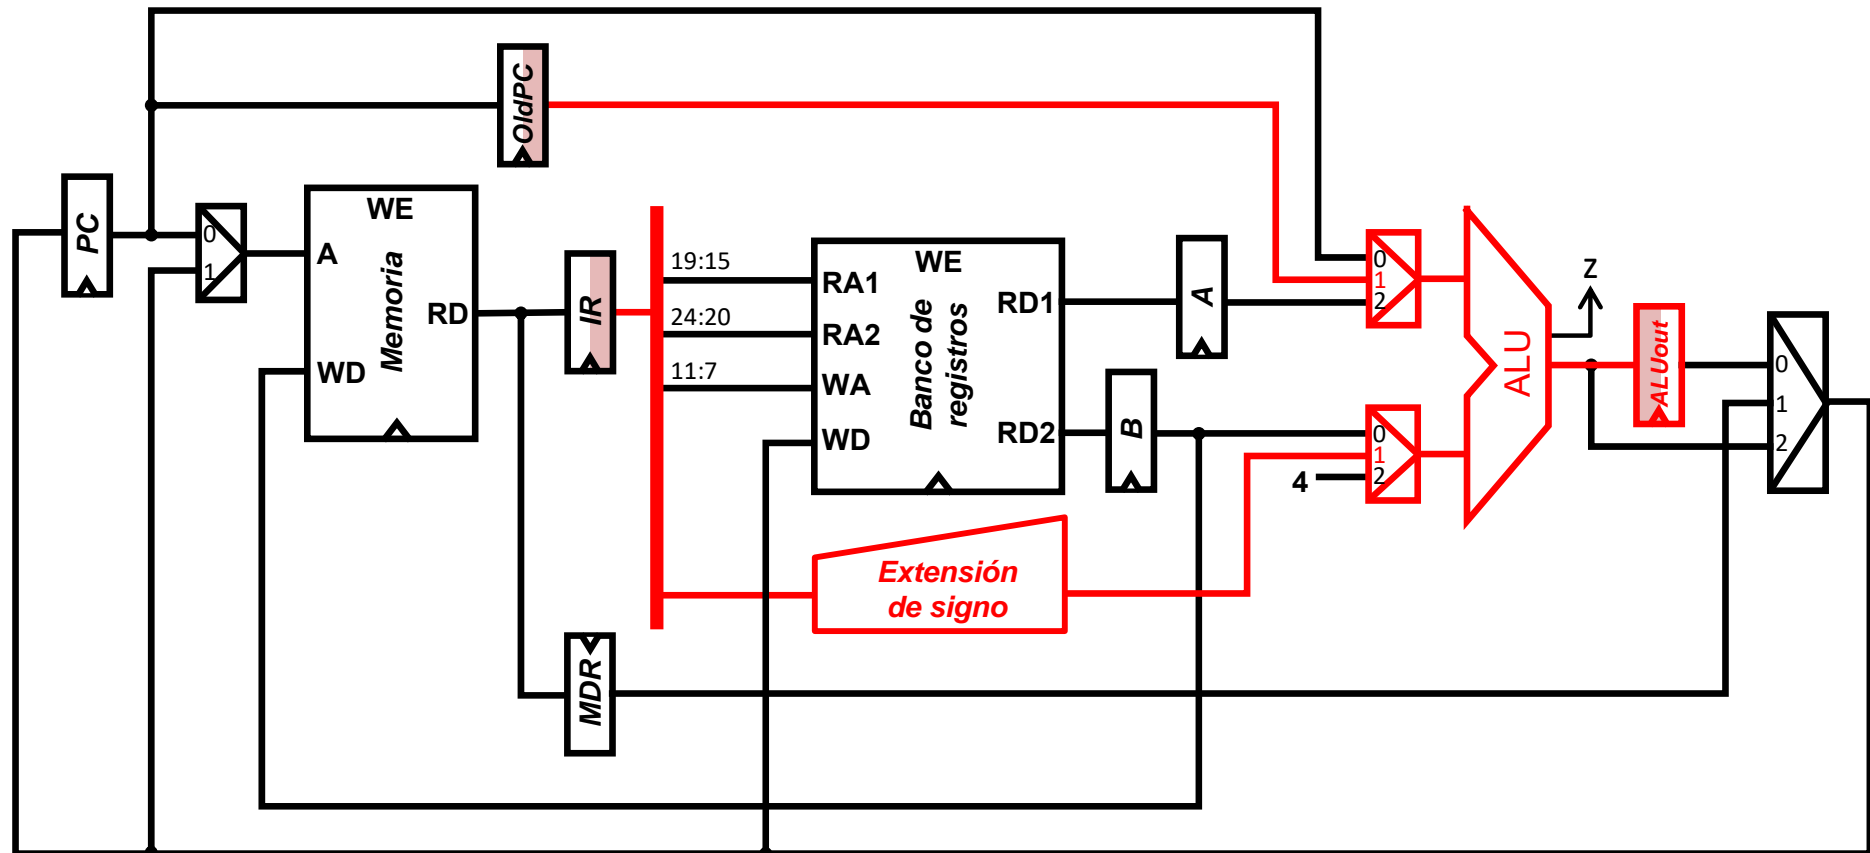 OldPC
PC
0
1
WE
A
Memoria
RD
WD
IR
19:15
24:20
11:7
WE
RA1
RA2
WA
WD
Banco de
registros
RD1
RD2
A
B
0
1
2
0
1
2
4
ALU
Z
ALUout
0
1
2
Extensión
de signo
MDR